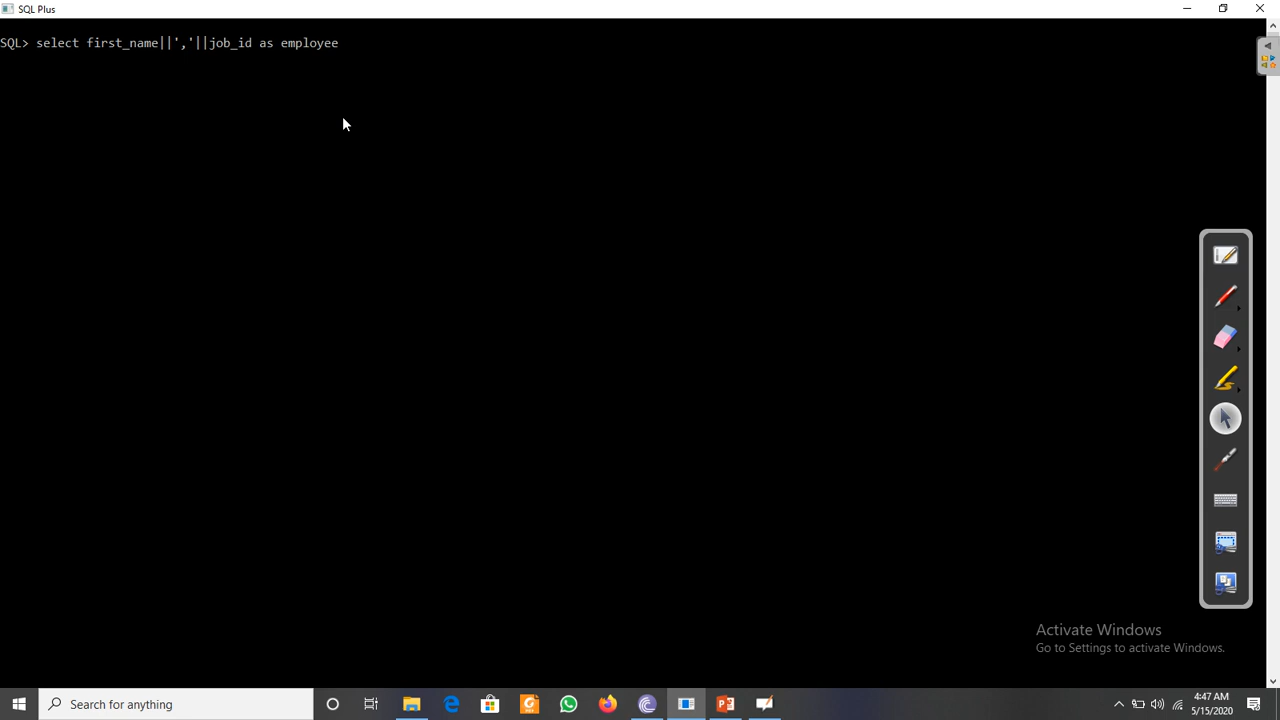 SQL Plus
SQL> select first_name||','||job_id as employee
Activate Windows
Go to Settings to activate Windows.
Search for anything
4:47 AM
5/15/2020